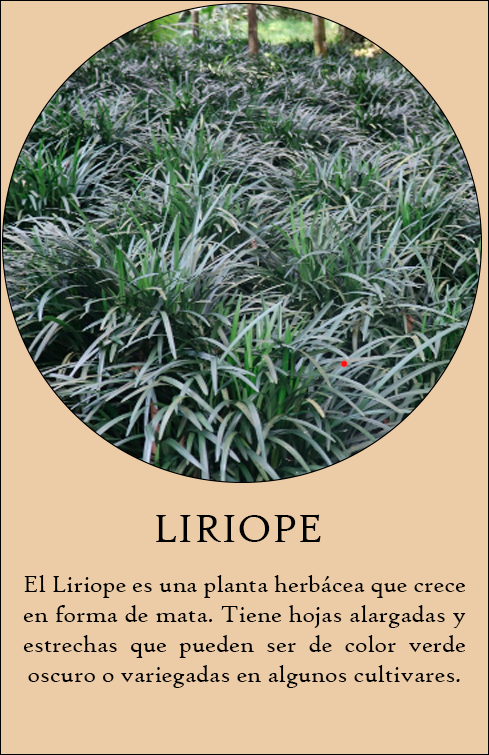 LIRIOPE
El Liriope es una planta herbácea que crece
en forma de mata. Tiene hojas alargadas y
estrechas que pueden ser de color verde
oscuro o variegadas en algunos cultivares.